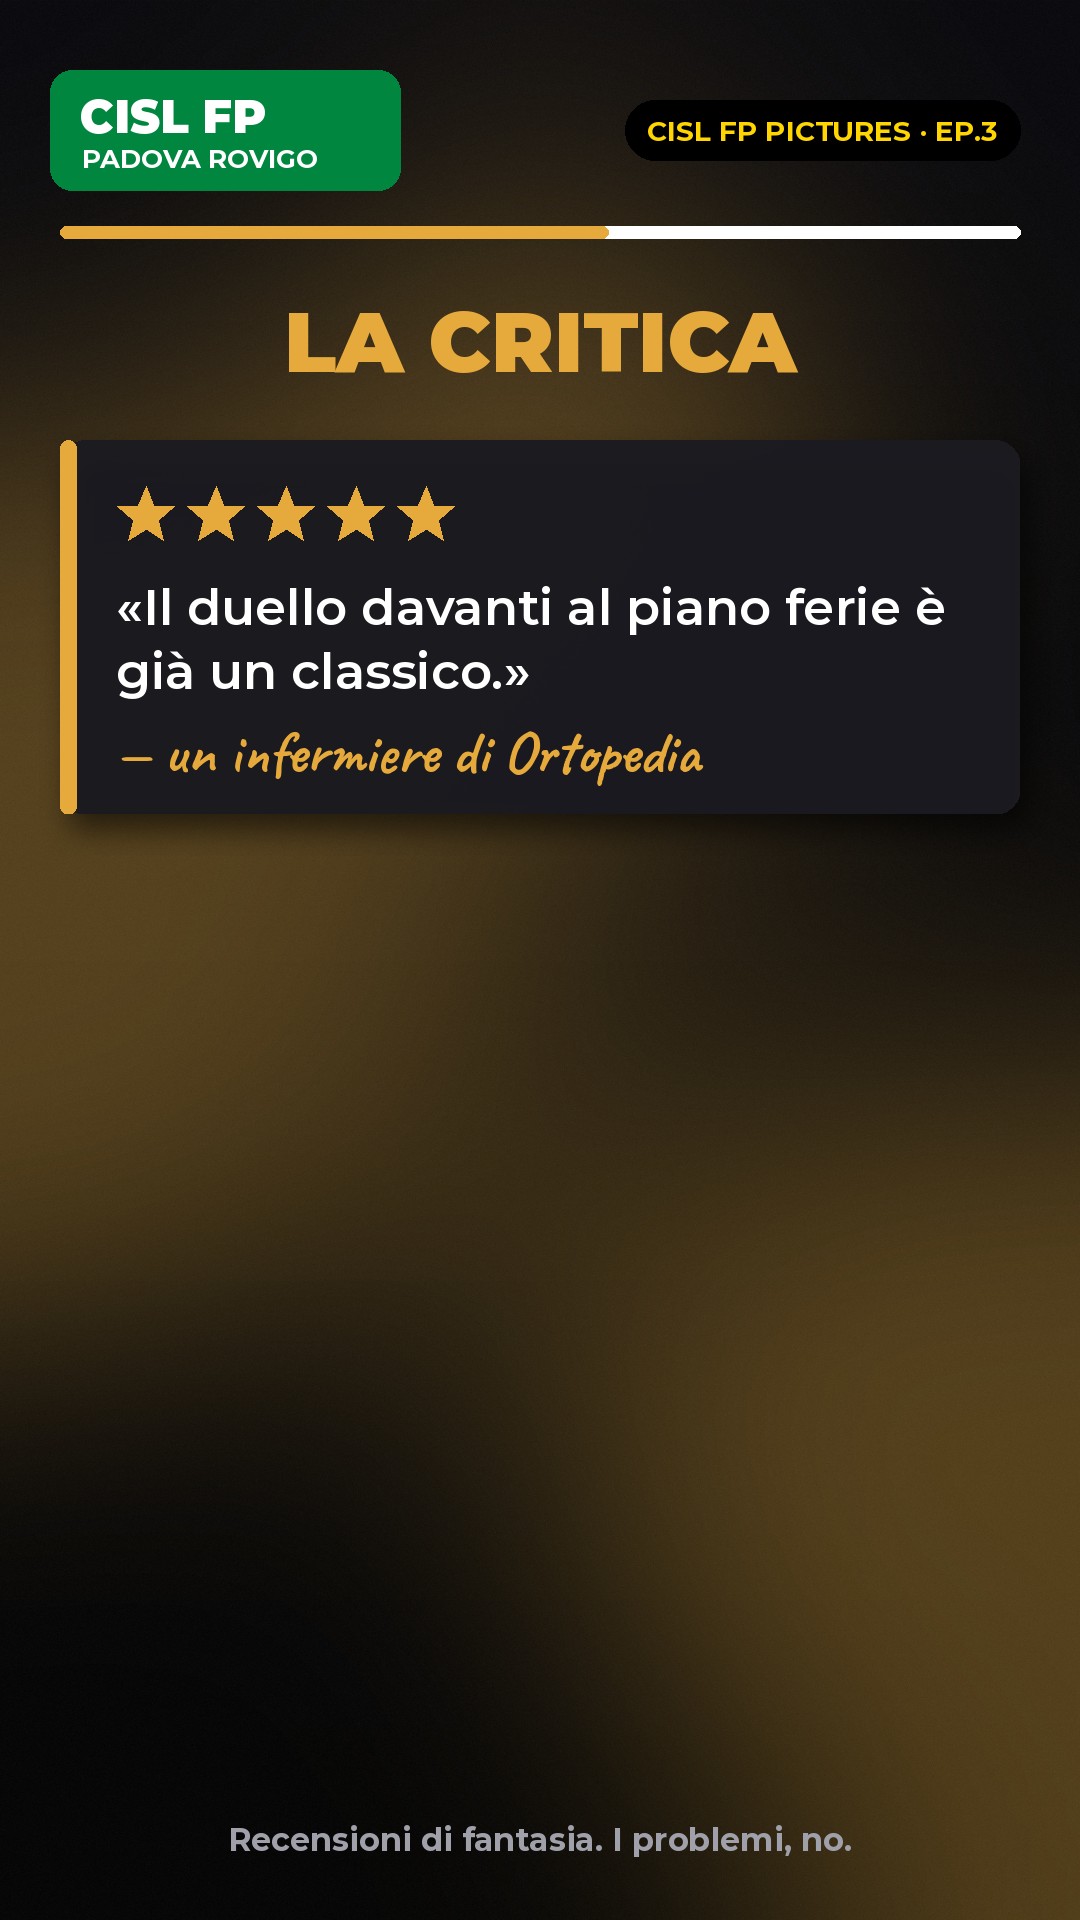 CISL FP
PADOVA ROVIGO
CISL FP PICTURES · EP.3
LA CRITICA
«Il duello davanti al piano ferie è
già un classico.»
— un infermiere di Ortopedia
Recensioni di fantasia. I problemi, no.